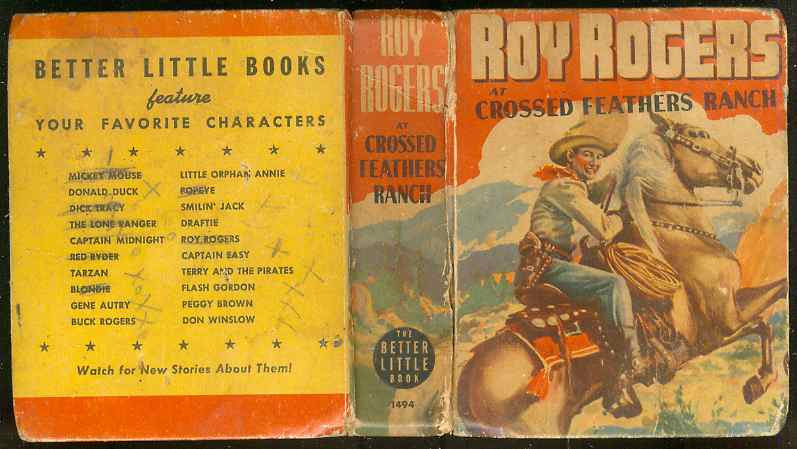 BETTER LITTLE BOOKS
feature
YOUR FAVORITE CHARACTERS
MICKEY MOUSE
DONALD DUCK
DICK TRACY
THE LONE RANGER
CAPTAIN MIDNIGHT
RED RYDER
TARZAN
BLONDIE
GENE AUTRY
BUCK ROGERS
LITTLE ORPHAN ANNIE
POPEYE
SMILIN' JACK
DRAFTIE
ROY ROGERS
CAPTAIN EASY
TERRY AND THE PIRATES
FLASH GORDON
PEGGY BROWN
DON WINSLOW
Watch for New Stories About Them!
ROY
ROGERS
AT
CROSSED
FEATHERS
RANCH
THE
BETTER
LITTLE
BOOK
1494
ROY ROGERS
AT
CROSSED FEATHERS RANCH